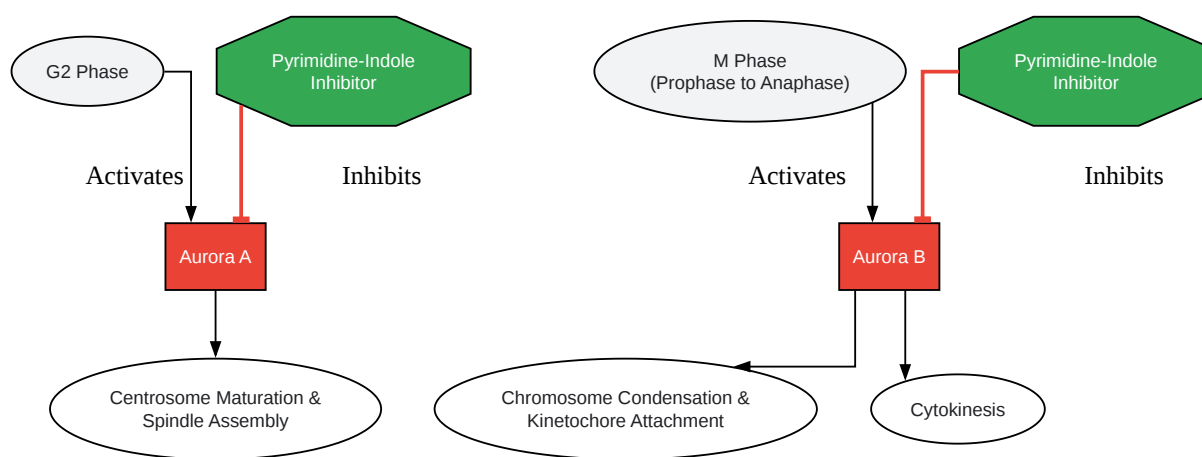 G2 Phase
Pyrimidine-Indole
Inhibitor
Activates
Inhibits
Aurora A
Centrosome Maturation &
Spindle Assembly
M Phase
(Prophase to Anaphase)
Pyrimidine-Indole
Inhibitor
Activates
Inhibits
Aurora B
Chromosome Condensation &
Kinetochore Attachment
Cytokinesis